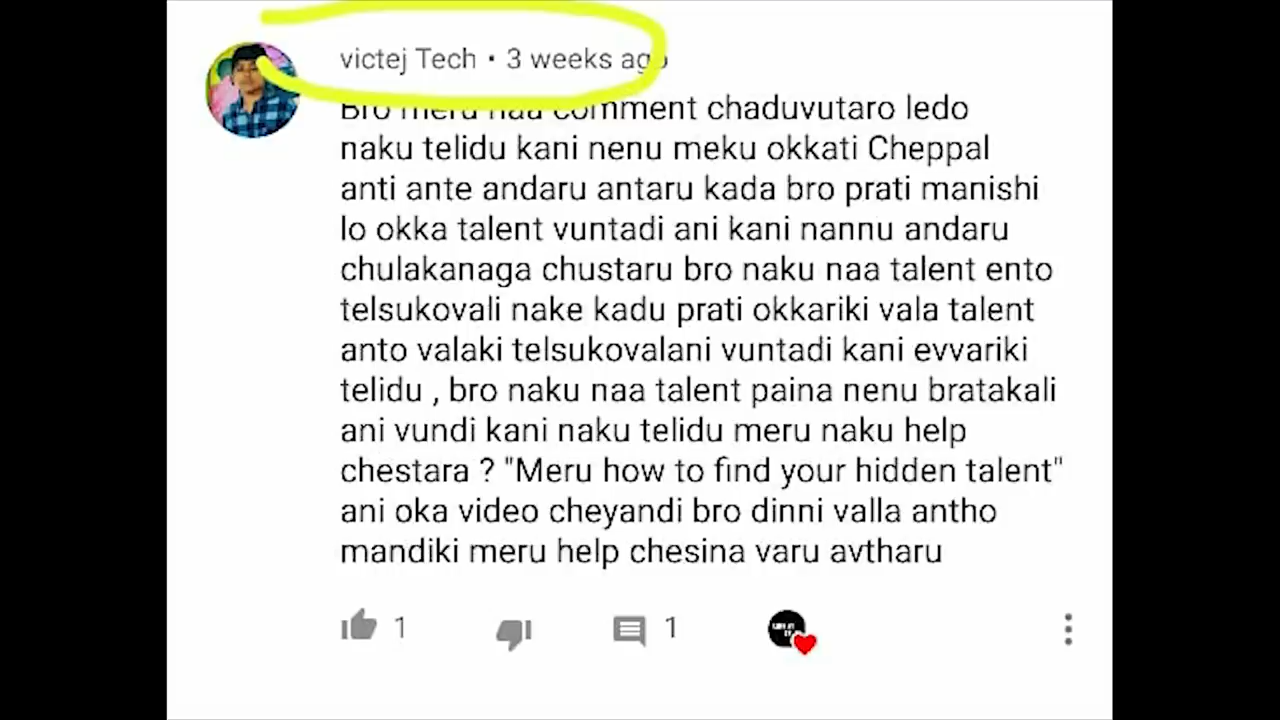 victej Tech • 3 weeks ago
Bro meru naa comment chaduvutaro ledo
naku telidu kani nenu meku okkati Cheppal
anti ante andaru antaru kada bro prati manishi
lo okka talent vuntadi ani kani nannu andaru
chulakanaga chustaru bro naku naa talent ento
telsukovali nake kadu prati okkariki vala talent
anto valaki telsukovalani vuntadi kani evvariki
telidu , bro naku naa talent paina nenu bratakali
ani vundi kani naku telidu meru naku help
chestara ? "Meru how to find your hidden talent"
ani oka video cheyandi bro dinni valla antho
mandiki meru help chesina varu avtharu
1 1